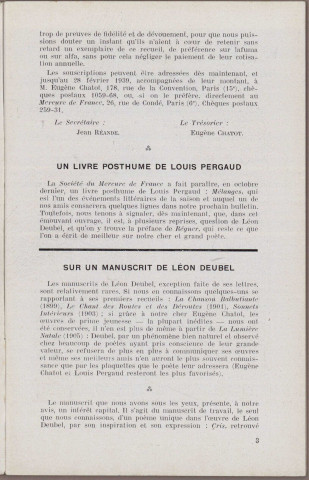 trop de preuves de fidélité et de dévouement, pour que nous puis-
sions douter un instant qu'ils n'aient à cœur de retenir sans
retard un exemplaire de ce recueil, de préférence sur lafuma
ou sur alfa, sans pour cela négliger le paiement de leur cotisa-
tion annuelle.
Les souscriptions peuvent être adressées dès maintenant, et
jusqu'au 28 février 1939, accompagnées de leur montant, à
M. Eugène Chatot, 178, rue de la Convention, Paris (15e), chè-
ques postaux 1059-68, ou, si on le préfère, directement au
Mercure de France, 26, rue de Condé, Paris (6e), Chèques postaux
259-31.
Le Secrétaire : Le Trésorier :
Jean RÉANDE. Eugène CHATOT.
UN LIVRE POSTHUME DE LOUIS PERGAUD
La Société du Mercure de France a fait paraître, en octobre
dernier, un livre posthume de Louis Pergaud : Mélanges, qui
est l'un des événements littéraires de la saison et auquel un de
nos amis consacrera quelques lignes dans notre prochain bulletin.
Toutefois, nous tenons à signaler, dès maintenant, que, dans cet
émouvant ouvrage, il est, à plusieurs reprises, question de Léon
Deubel, et qu'on y trouve la préface de Régner, qui reste ce que
l'on a écrit de meilleur sur notre cher et grand poète.
SUR UN MANUSCRIT DE LÉON DEUBEL
Les manuscrits de Léon Deubel, exception faite de ses lettres,
sont relativement rares. Si nous en connaissons quelques-uns se
rapportant à ses premiers recueils : La Chanson Balbutiante
(1899), Le Chant des Routes et des Déroutes (1901), Sonnets
Intérieurs (1903) ; si grâce à notre cher Eugène Chatot, les
œuvres de prime jeunesse — la plupart inédites — nous ont
été conservées, il n'en est plus de même à partir de La Lumière
Natale (1905) : Deubel, par un phénomène bien naturel et observé
chez beaucoup de poètes ayant pris conscience de leur grande
valeur, se refusera de plus en plus à communiquer ses œuvres
et même ses meilleurs amis n'en auront le plus souvent connais-
sance que par les plaquettes que le poète leur adressera (Eugène
Chatot et Louis Pergaud resteront les plus favorisés).
Le manuscrit que nous avons sous les yeux, présente, à notre
avis, un intérêt capital. Il s'agit du manuscrit de travail, le seul
que nous connaissions, d'un poème unique dans l'œuvre de Léon
Deubel, par son inspiration et son expression : Cris, retrouvé
3